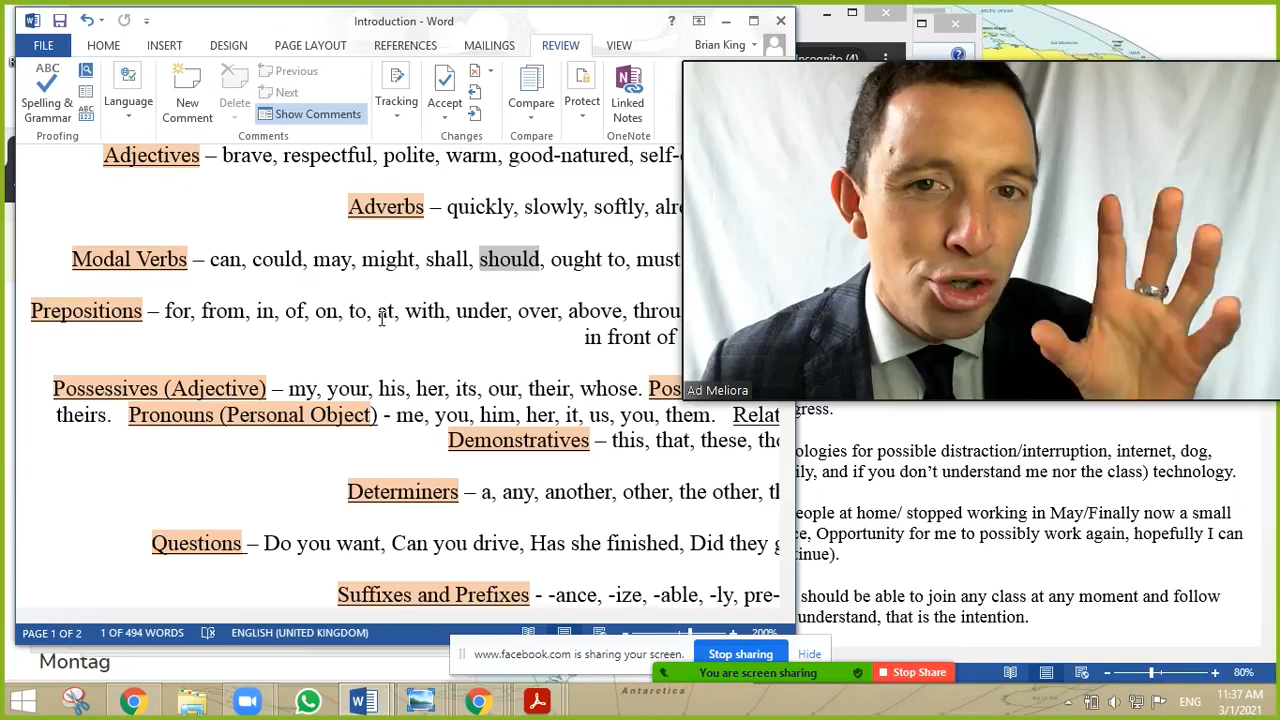 Introduction - Word
FILE HOME INSERT DESIGN PAGE LAYOUT REFERENCES MAILINGS REVIEW VIEW Brian King
Incognito (4)
ABC
Spelling & Grammar
Language
New Comment
Delete
Previous
Next
Show Comments
Tracking
Accept
Compare
Protect
Linked Notes
Proofing Comments Changes Compare OneNote
Adjectives – brave, respectful, polite, warm, good-natured, self-
Adverbs – quickly, slowly, softly, alre
Modal Verbs – can, could, may, might, shall, should, ought to, must
Prepositions – for, from, in, of, on, to, at, with, under, over, above, throu
in front of
Possessives (Adjective) – my, your, his, her, its, our, their, whose. Pos
theirs. Pronouns (Personal Object) - me, you, him, her, it, us, you, them. Relat
Demonstratives – this, that, these, tho
Determiners – a, any, another, other, the other, th
Questions – Do you want, Can you drive, Has she finished, Did they g
Suffixes and Prefixes - -ance, -ize, -able, -ly, pre-
Ad Meliora
gress.
ologies for possible distraction/interruption, internet, dog,
ily, and if you don't understand me nor the class) technology.
eople at home/ stopped working in May/Finally now a small
ce, Opportunity for me to possibly work again, hopefully I can
tinue).
should be able to join any class at any moment and follow
understand, that is the intention.
PAGE 1 OF 2 1 OF 494 WORDS ENGLISH (UNITED KINGDOM) 200%
Montag
www.facebook.com is sharing your screen. Stop sharing Hide
You are screen sharing Stop Share
80%
Antarctica
ENG
11:37 AM
3/1/2021